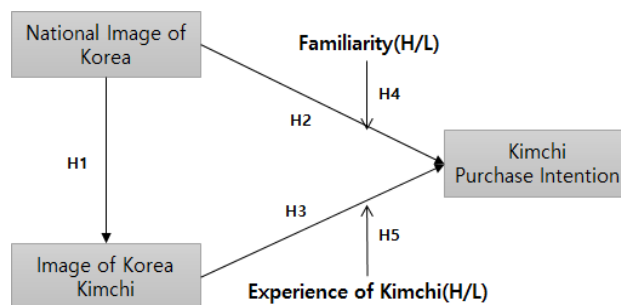 National Image of
Korea
Familiarity(H/L)
H4
H2
H1
Kimchi
Purchase Intention
H3
H5
Image of Korea
Kimchi
Experience of Kimchi(H/L)